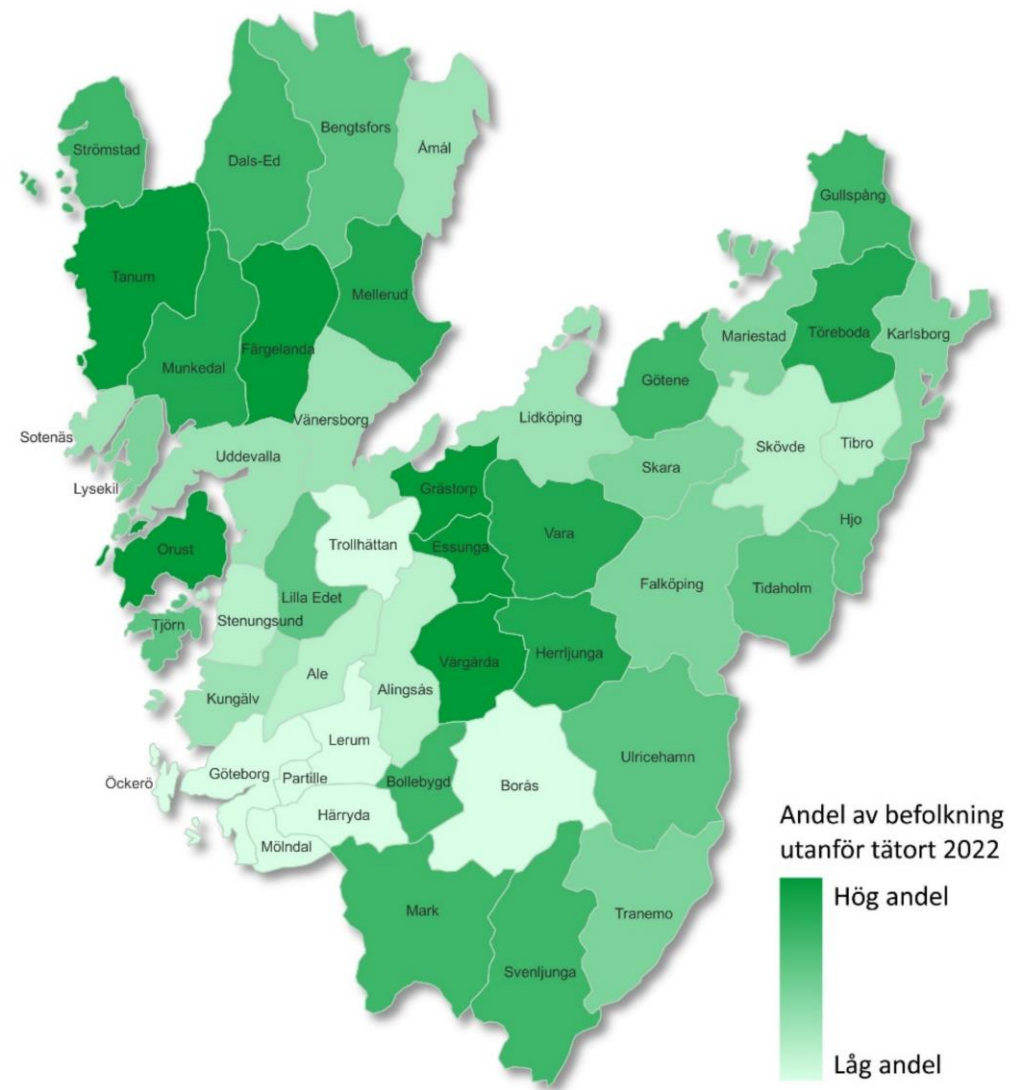 Bengtsfors
Åmål
Strömstad
Dals-Ed
Gullspång
Tanum
Mellerud
Töreboda
Karlsborg
Mariestad
Färgelanda
Munkedal
Götene
Vänersborg
Lidköping
Sotenäs
Uddevalla
Skövde
Tibro
Skara
Lysekil
Grästorp
Vara
Hjo
Orust
Trollhättan
Essunga
Falköping
Tidaholm
Lilla Edet
Tjörn
Stenungsund
Vårgårda
Herrljunga
Ale
Alingsås
Kungälv
Lerum
Ulricehamn
Öckerö
Göteborg
Partille
Bollebygd
Borås
Härryda
Mölndal
Andel av befolkning
utanför tätort 2022
Hög andel
Mark
Tranemo
Svenljunga
Låg andel